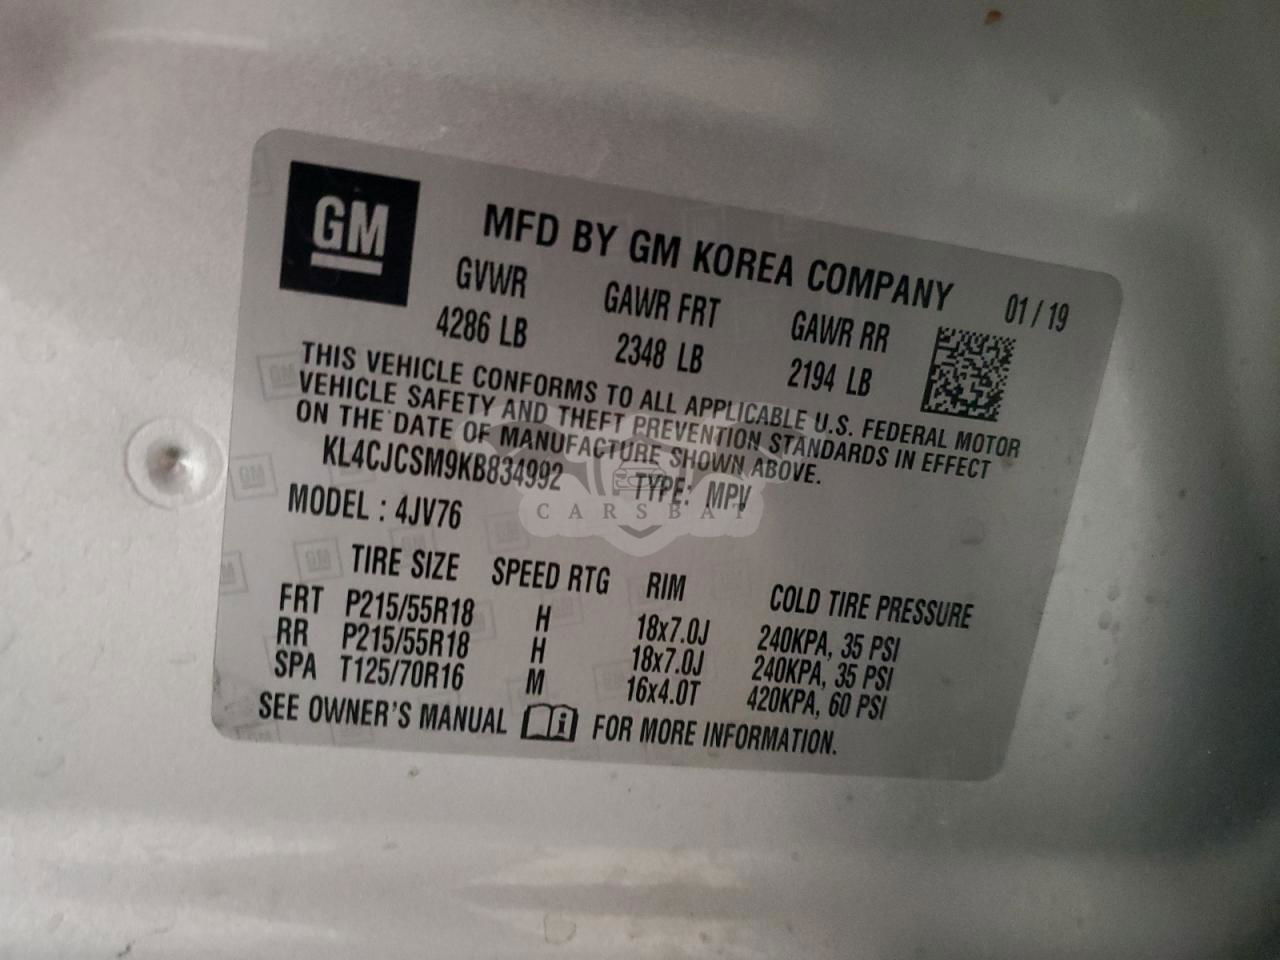 GM
MFD BY GM KOREA COMPANY 01 / 19
GVWR GAWR FRT GAWR RR
4286 LB 2348 LB 2194 LB
THIS VEHICLE CONFORMS TO ALL APPLICABLE U.S. FEDERAL MOTOR
VEHICLE SAFETY AND THEFT PREVENTION STANDARDS IN EFFECT
ON THE DATE OF MANUFACTURE SHOWN ABOVE.
KL4CJCSM9KB834992 TYPE: MPV
CARSBAT
MODEL : 4JV76
TIRE SIZE SPEED RTG RIM COLD TIRE PRESSURE
FRT P215/55R18 H 18x7.0J 240KPA, 35 PSI
RR P215/55R18 H 18x7.0J 240KPA, 35 PSI
SPA T125/70R16 M 16x4.0T 420KPA, 60 PSI
SEE OWNER'S MANUAL FOR MORE INFORMATION.